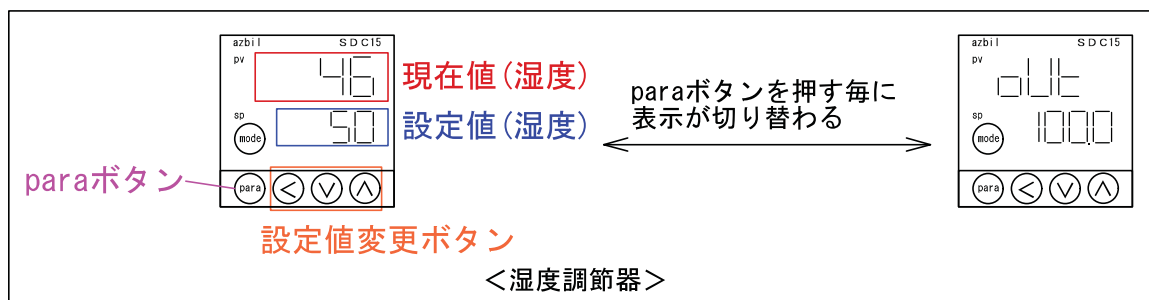 azbil SDC15
pv
46
現在値(湿度)
sp
50
設定値(湿度)
mode
paraボタン
para
設定値変更ボタン
paraボタンを押す毎に
表示が切り替わる
azbil SDC15
pv
oUt
sp
100.0
mode
para
<湿度調節器>